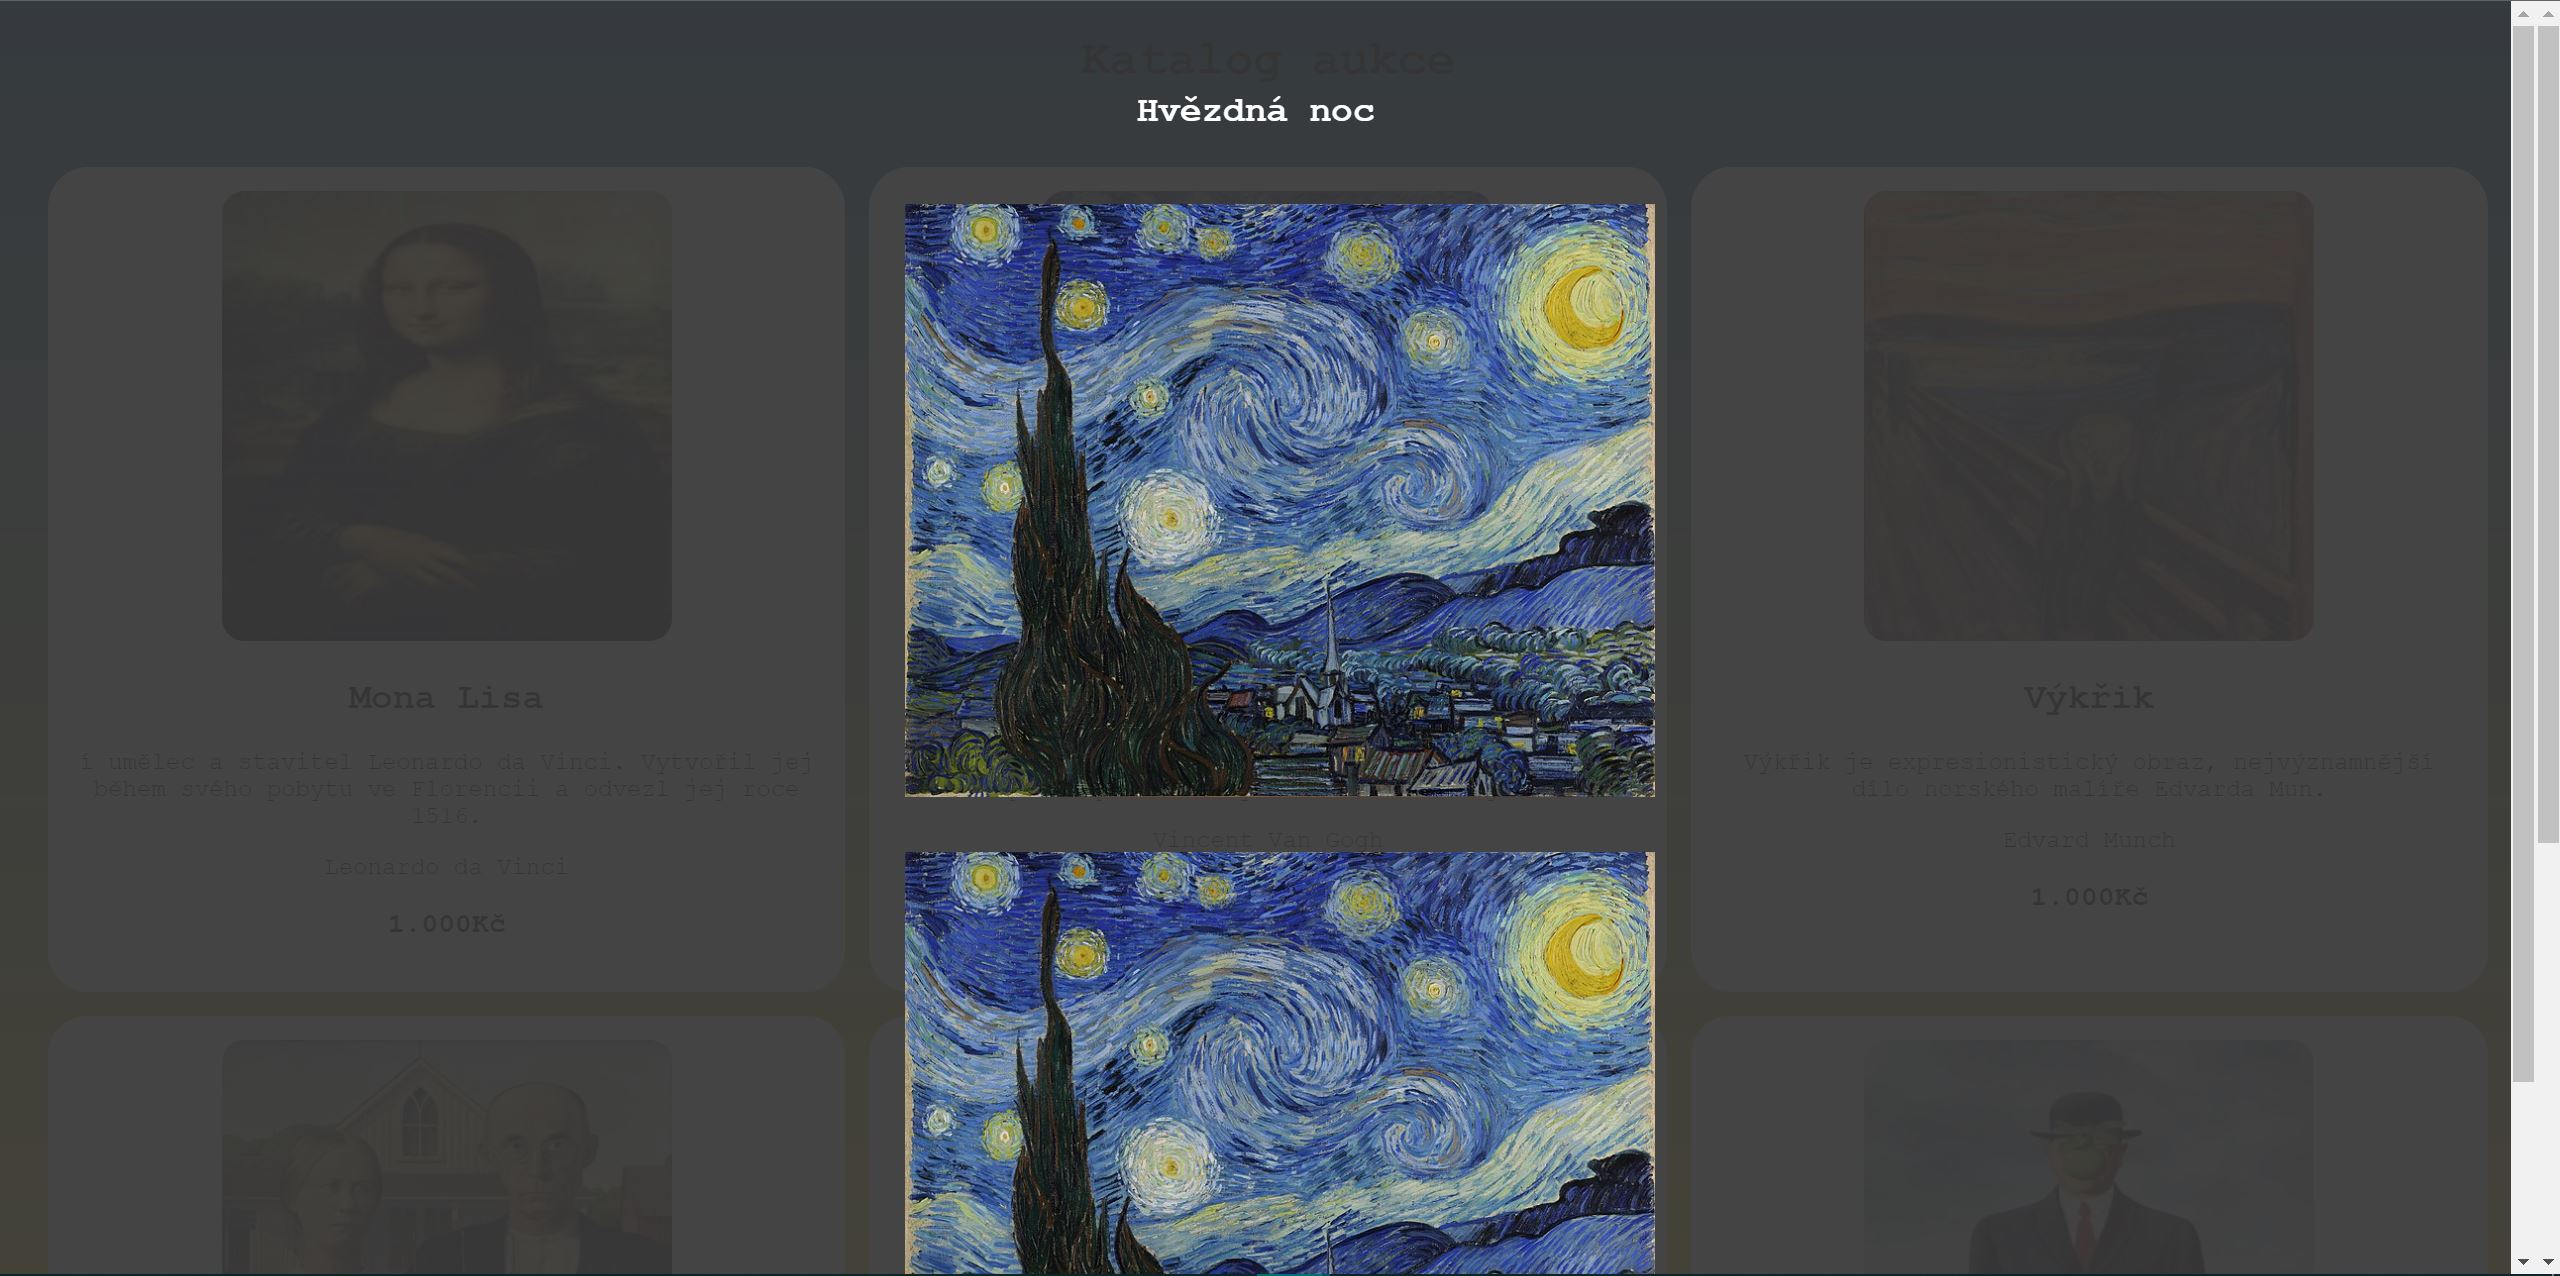 Katalog aukce
Hvězdná noc
Mona Lisa
í umělec a stavitel Leonardo da Vinci. Vytvořil jej
během svého pobytu ve Florencii a odvezl jej roce
1516.
Leonardo da Vinci
1.000Kč
Vincent Van Gogh
Výkřik
Výkřik je expresionistický obraz, nejvýznamnější
dílo norského malíře Edvarda Mun.
Edvard Munch
1.000Kč